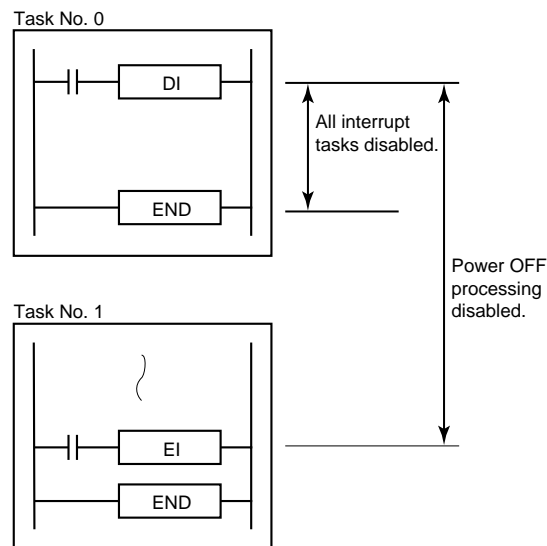 Task No. 0
DI
All interrupt
tasks disabled.
END
Power OFF
processing
disabled.
Task No. 1
EI
END